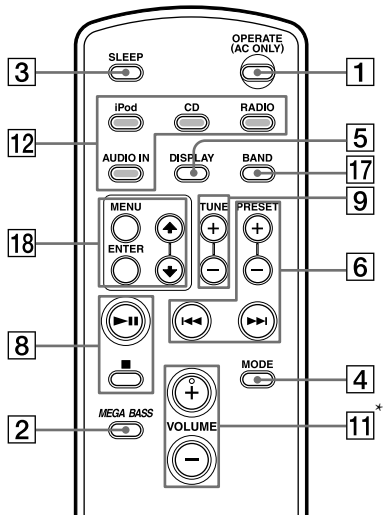 OPERATE
(AC ONLY)
SLEEP
3
1
iPod CD RADIO
12
5
AUDIO IN DISPLAY BAND
17
MENU TUNE PRESET
9
+ +
18 ENTER
6
− −
8
MODE
4
+
MEGA BASS
2
VOLUME
11*
−